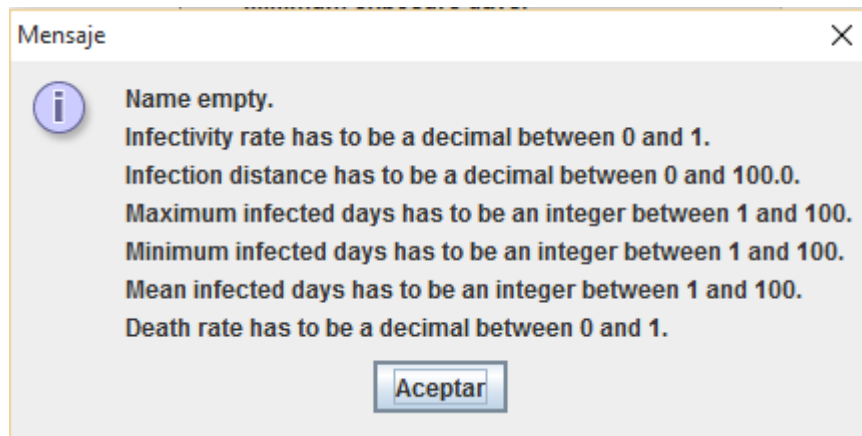 Minimum exposure days:
Mensaje
Name empty.
Infectivity rate has to be a decimal between 0 and 1.
Infection distance has to be a decimal between 0 and 100.0.
Maximum infected days has to be an integer between 1 and 100.
Minimum infected days has to be an integer between 1 and 100.
Mean infected days has to be an integer between 1 and 100.
Death rate has to be a decimal between 0 and 1.
Aceptar